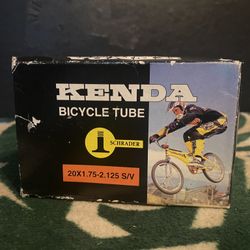 KENDA
BICYCLE TUBE
SCHRADER
20X1.75-2.125 S/V